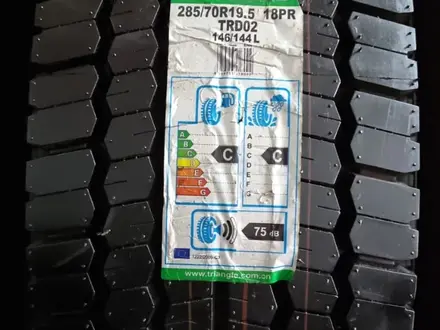 285/70R19.5 18PR
TRD02
146/144L
A
B
C
D
E
F
G
C
A
B
C
D
E
F
G
C
75 dB
www.triangle.com.cn